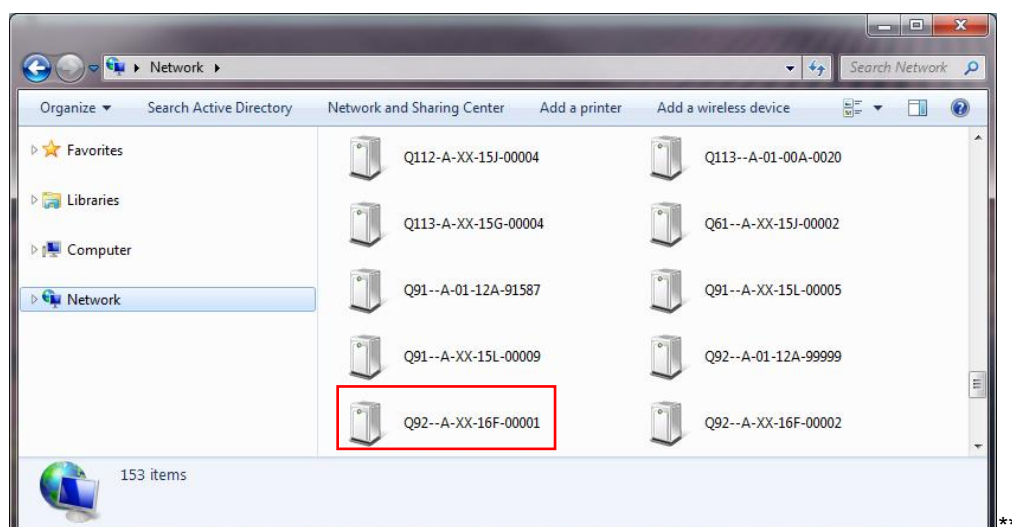 Network
Search Network
Organize Search Active Directory Network and Sharing Center Add a printer Add a wireless device
Favorites
Libraries
Computer
Network
Q112-A-XX-15J-00004 Q113--A-01-00A-0020
Q113-A-XX-15G-00004 Q61--A-XX-15J-00002
Q91--A-01-12A-91587 Q91--A-XX-15L-00005
Q91--A-XX-15L-00009 Q92--A-01-12A-99999
Q92--A-XX-16F-00001 Q92--A-XX-16F-00002
153 items